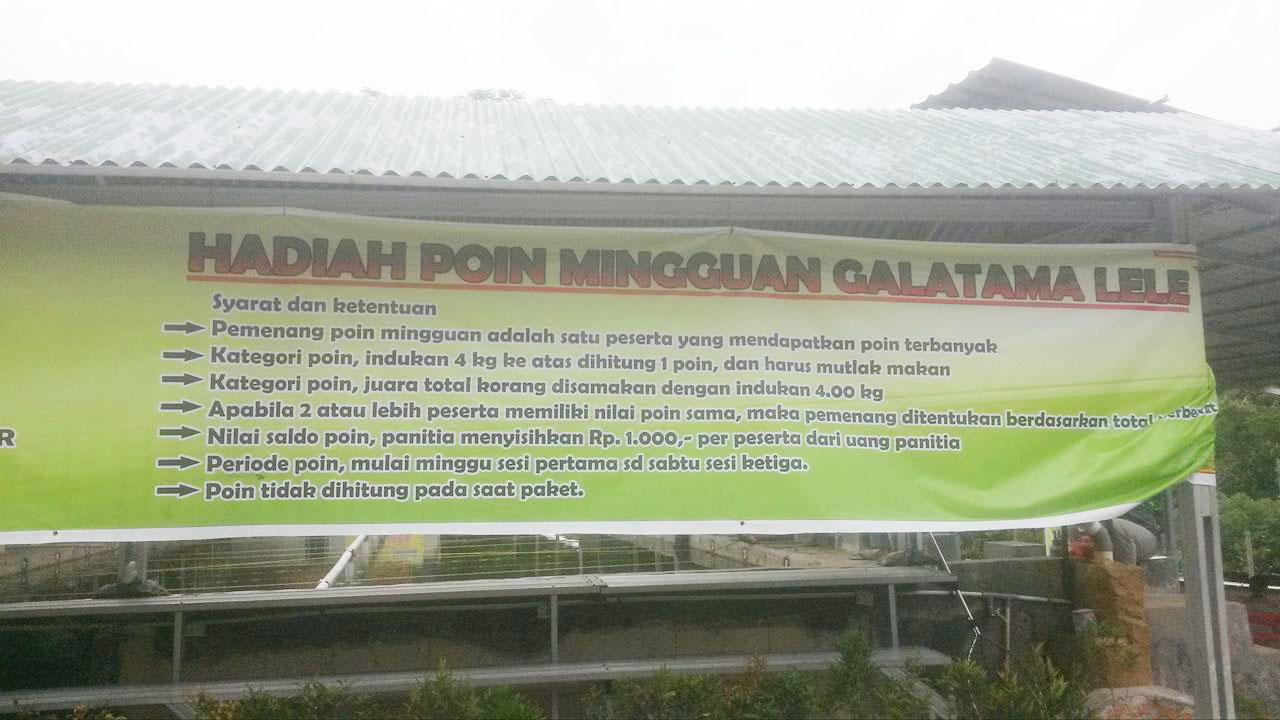 HADIAH POIN MINGGUAN GALATAMA LELE
Syarat dan ketentuan
Pemenang poin mingguan adalah satu peserta yang mendapatkan poin terbanyak
Kategori poin, indukan 4 kg ke atas dihitung 1 poin, dan harus mutlak makan
Kategori poin, juara total korang disamakan dengan indukan 4.00 kg
Apabila 2 atau lebih peserta memiliki nilai poin sama, maka pemenang ditentukan berdasarkan total
R
Nilai saldo poin, panitia menyisihkan Rp. 1.000,- per peserta dari uang panitia
Periode poin, mulai minggu sesi pertama sd sabtu sesi ketiga.
Poin tidak dihitung pada saat paket.